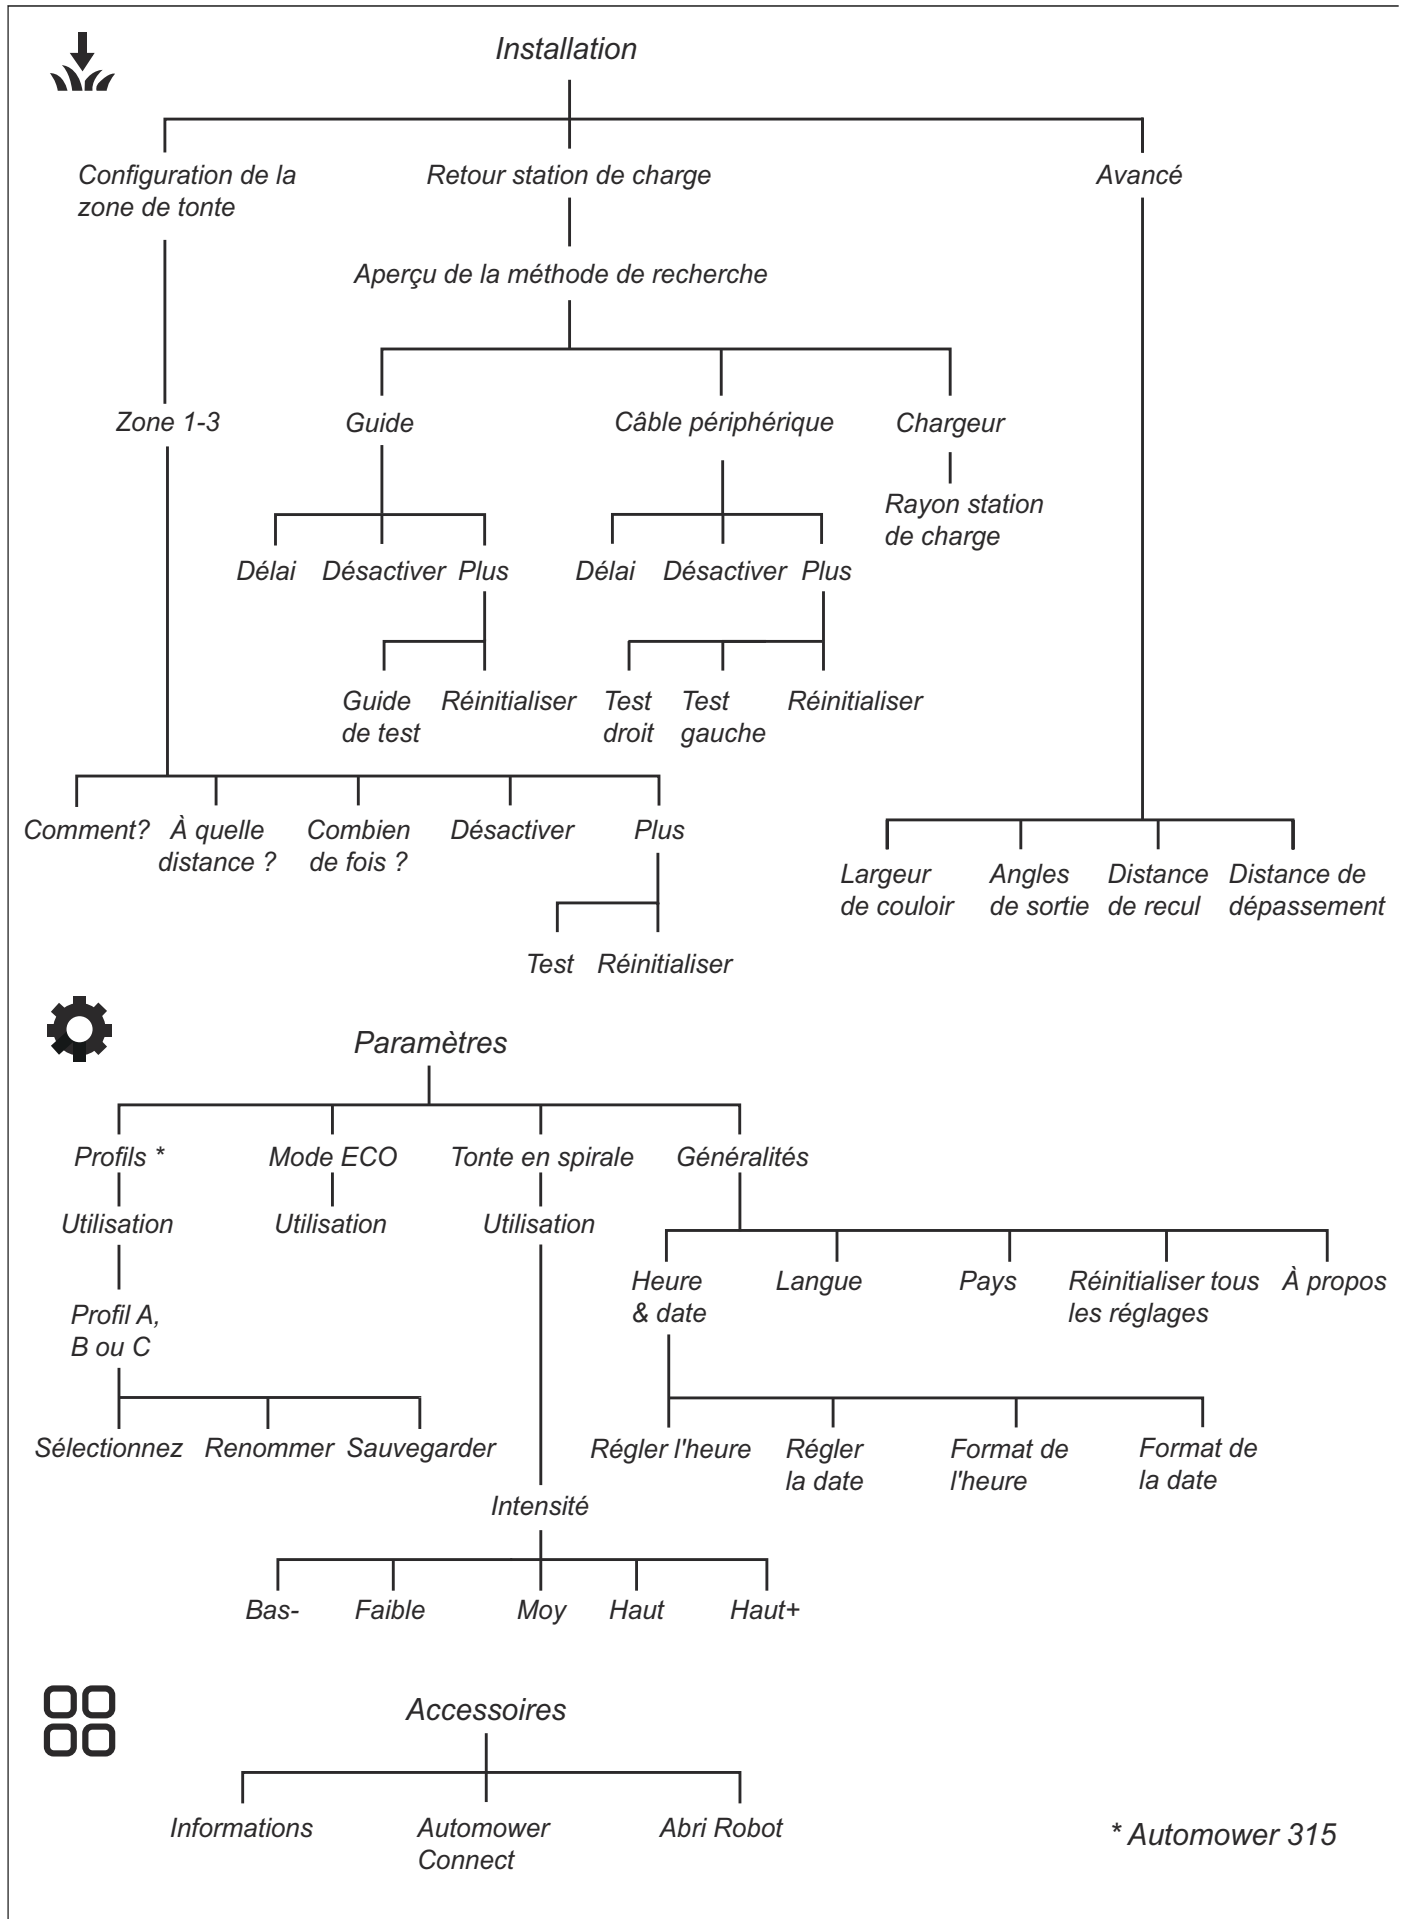 Installation
Configuration de la
zone de tonte
Retour station de charge
Avancé
Aperçu de la méthode de recherche
Zone 1-3
Guide
Câble périphérique
Chargeur
Rayon station
de charge
Délai
Désactiver
Plus
Délai
Désactiver
Plus
Guide
de test
Réinitialiser
Test
droit
Test
gauche
Réinitialiser
Comment?
À quelle
distance ?
Combien
de fois ?
Désactiver
Plus
Largeur
de couloir
Angles
de sortie
Distance
de recul
Distance de
dépassement
Test
Réinitialiser
Paramètres
Profils *
Mode ECO
Tonte en spirale
Généralités
Utilisation
Utilisation
Utilisation
Heure
& date
Langue
Pays
Réinitialiser tous
les réglages
À propos
Profil A,
B ou C
Sélectionnez
Renommer
Sauvegarder
Régler l'heure
Régler
la date
Format de
l'heure
Format de
la date
Intensité
Bas-
Faible
Moy
Haut
Haut+
Accessoires
Informations
Automower
Connect
Abri Robot
* Automower 315